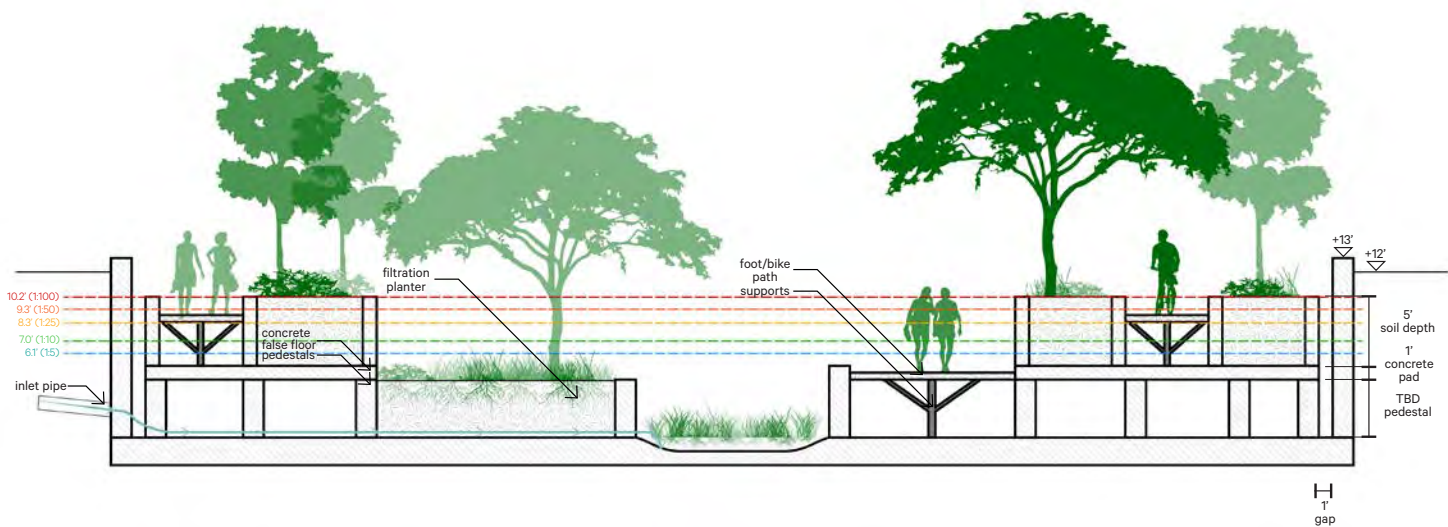 foot/bike
path
supports
filtration
planter
+13'
+12'
10.2' (1:100)
9.3' (1:50)
8.3' (1:25)
7.0' (1:10)
6.1' (1:5)
concrete
false floor
pedestals
inlet pipe
5'
soil depth
1'
concrete
pad
TBD
pedestal
1'
gap